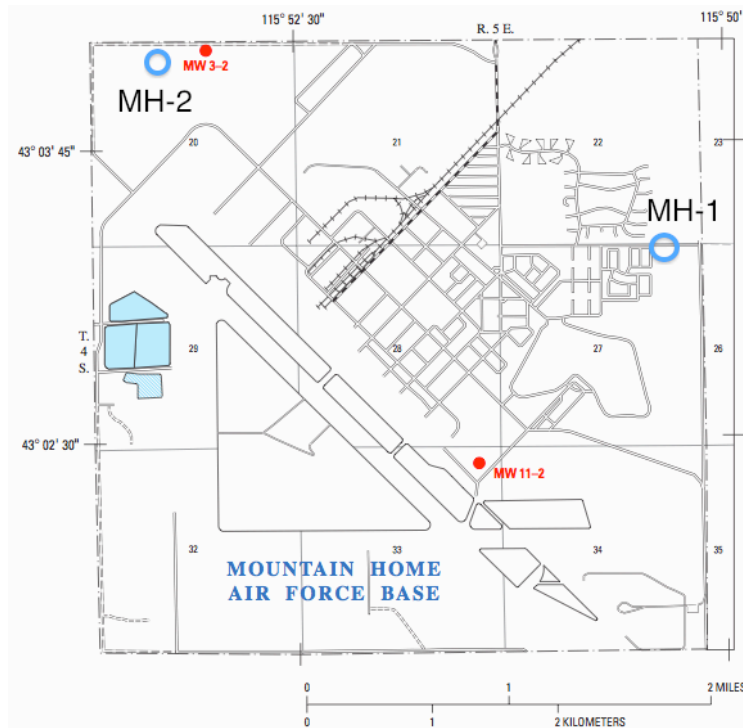 115° 52' 30"
115° 50'
R. 5 E.
MW 3–2
MH-2
20
21
22
23
43° 03' 45"
MH-1
T.
4
S.
29
28
27
26
43° 02' 30"
MW 11–2
32
33
34
35
MOUNTAIN HOME
AIR FORCE BASE
0 1 2 MILES
0 1 2 KILOMETERS